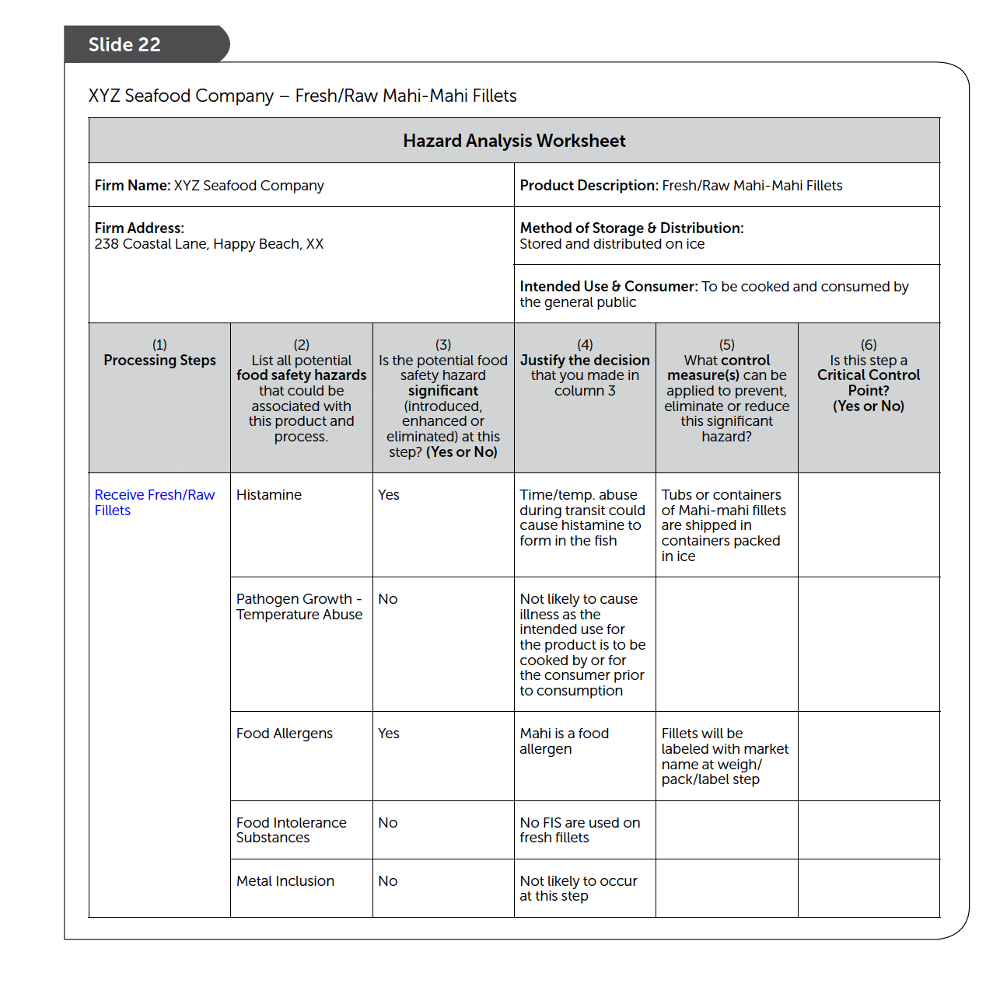 Slide 22
XYZ Seafood Company – Fresh/Raw Mahi-Mahi Fillets
Hazard Analysis Worksheet
Firm Name: XYZ Seafood Company
Product Description: Fresh/Raw Mahi-Mahi Fillets
Firm Address:
238 Coastal Lane, Happy Beach, XX
Method of Storage & Distribution:
Stored and distributed on ice
Intended Use & Consumer: To be cooked and consumed by
the general public
(1)
Processing Steps
(2)
List all potential
food safety hazards
that could be
associated with
this product and
process.
(3)
Is the potential food
safety hazard
significant
(introduced,
enhanced or
eliminated) at this
step? (Yes or No)
(4)
Justify the decision
that you made in
column 3
(5)
What control
measure(s) can be
applied to prevent,
eliminate or reduce
this significant
hazard?
(6)
Is this step a
Critical Control
Point?
(Yes or No)
Receive Fresh/Raw
Fillets
Histamine
Yes
Time/temp. abuse
during transit could
cause histamine to
form in the fish
Tubs or containers
of Mahi-mahi fillets
are shipped in
containers packed
in ice
Pathogen Growth -
Temperature Abuse
No
Not likely to cause
illness as the
intended use for
the product is to be
cooked by or for
the consumer prior
to consumption
Food Allergens
Yes
Mahi is a food
allergen
Fillets will be
labeled with market
name at weigh/
pack/label step
Food Intolerance
Substances
No
No FIS are used on
fresh fillets
Metal Inclusion
No
Not likely to occur
at this step